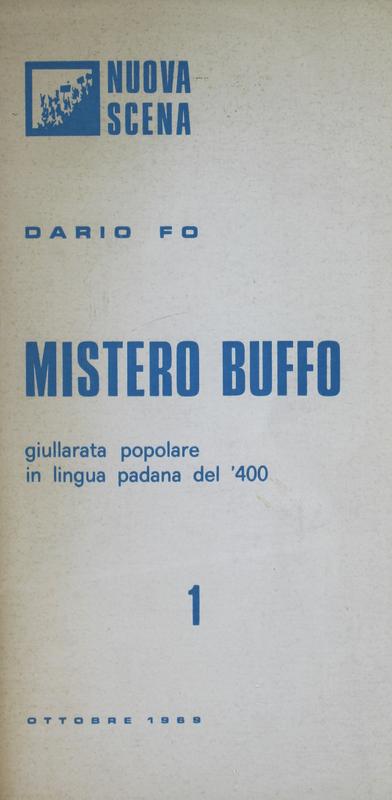 NUOVA
SCENA
DARIO FO
MISTERO BUFFO
giullarata popolare
in lingua padana del '400
1
OTTOBRE 1969